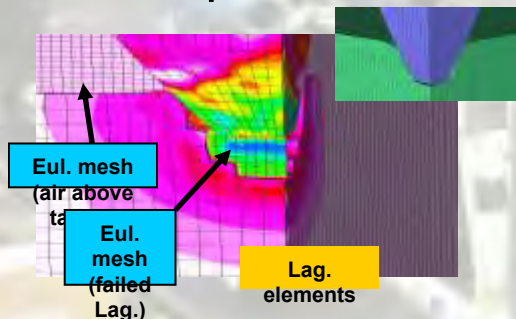 Eul. mesh
(air above
Eul.
mesh
(failed
Lag.)
Lag.
elements